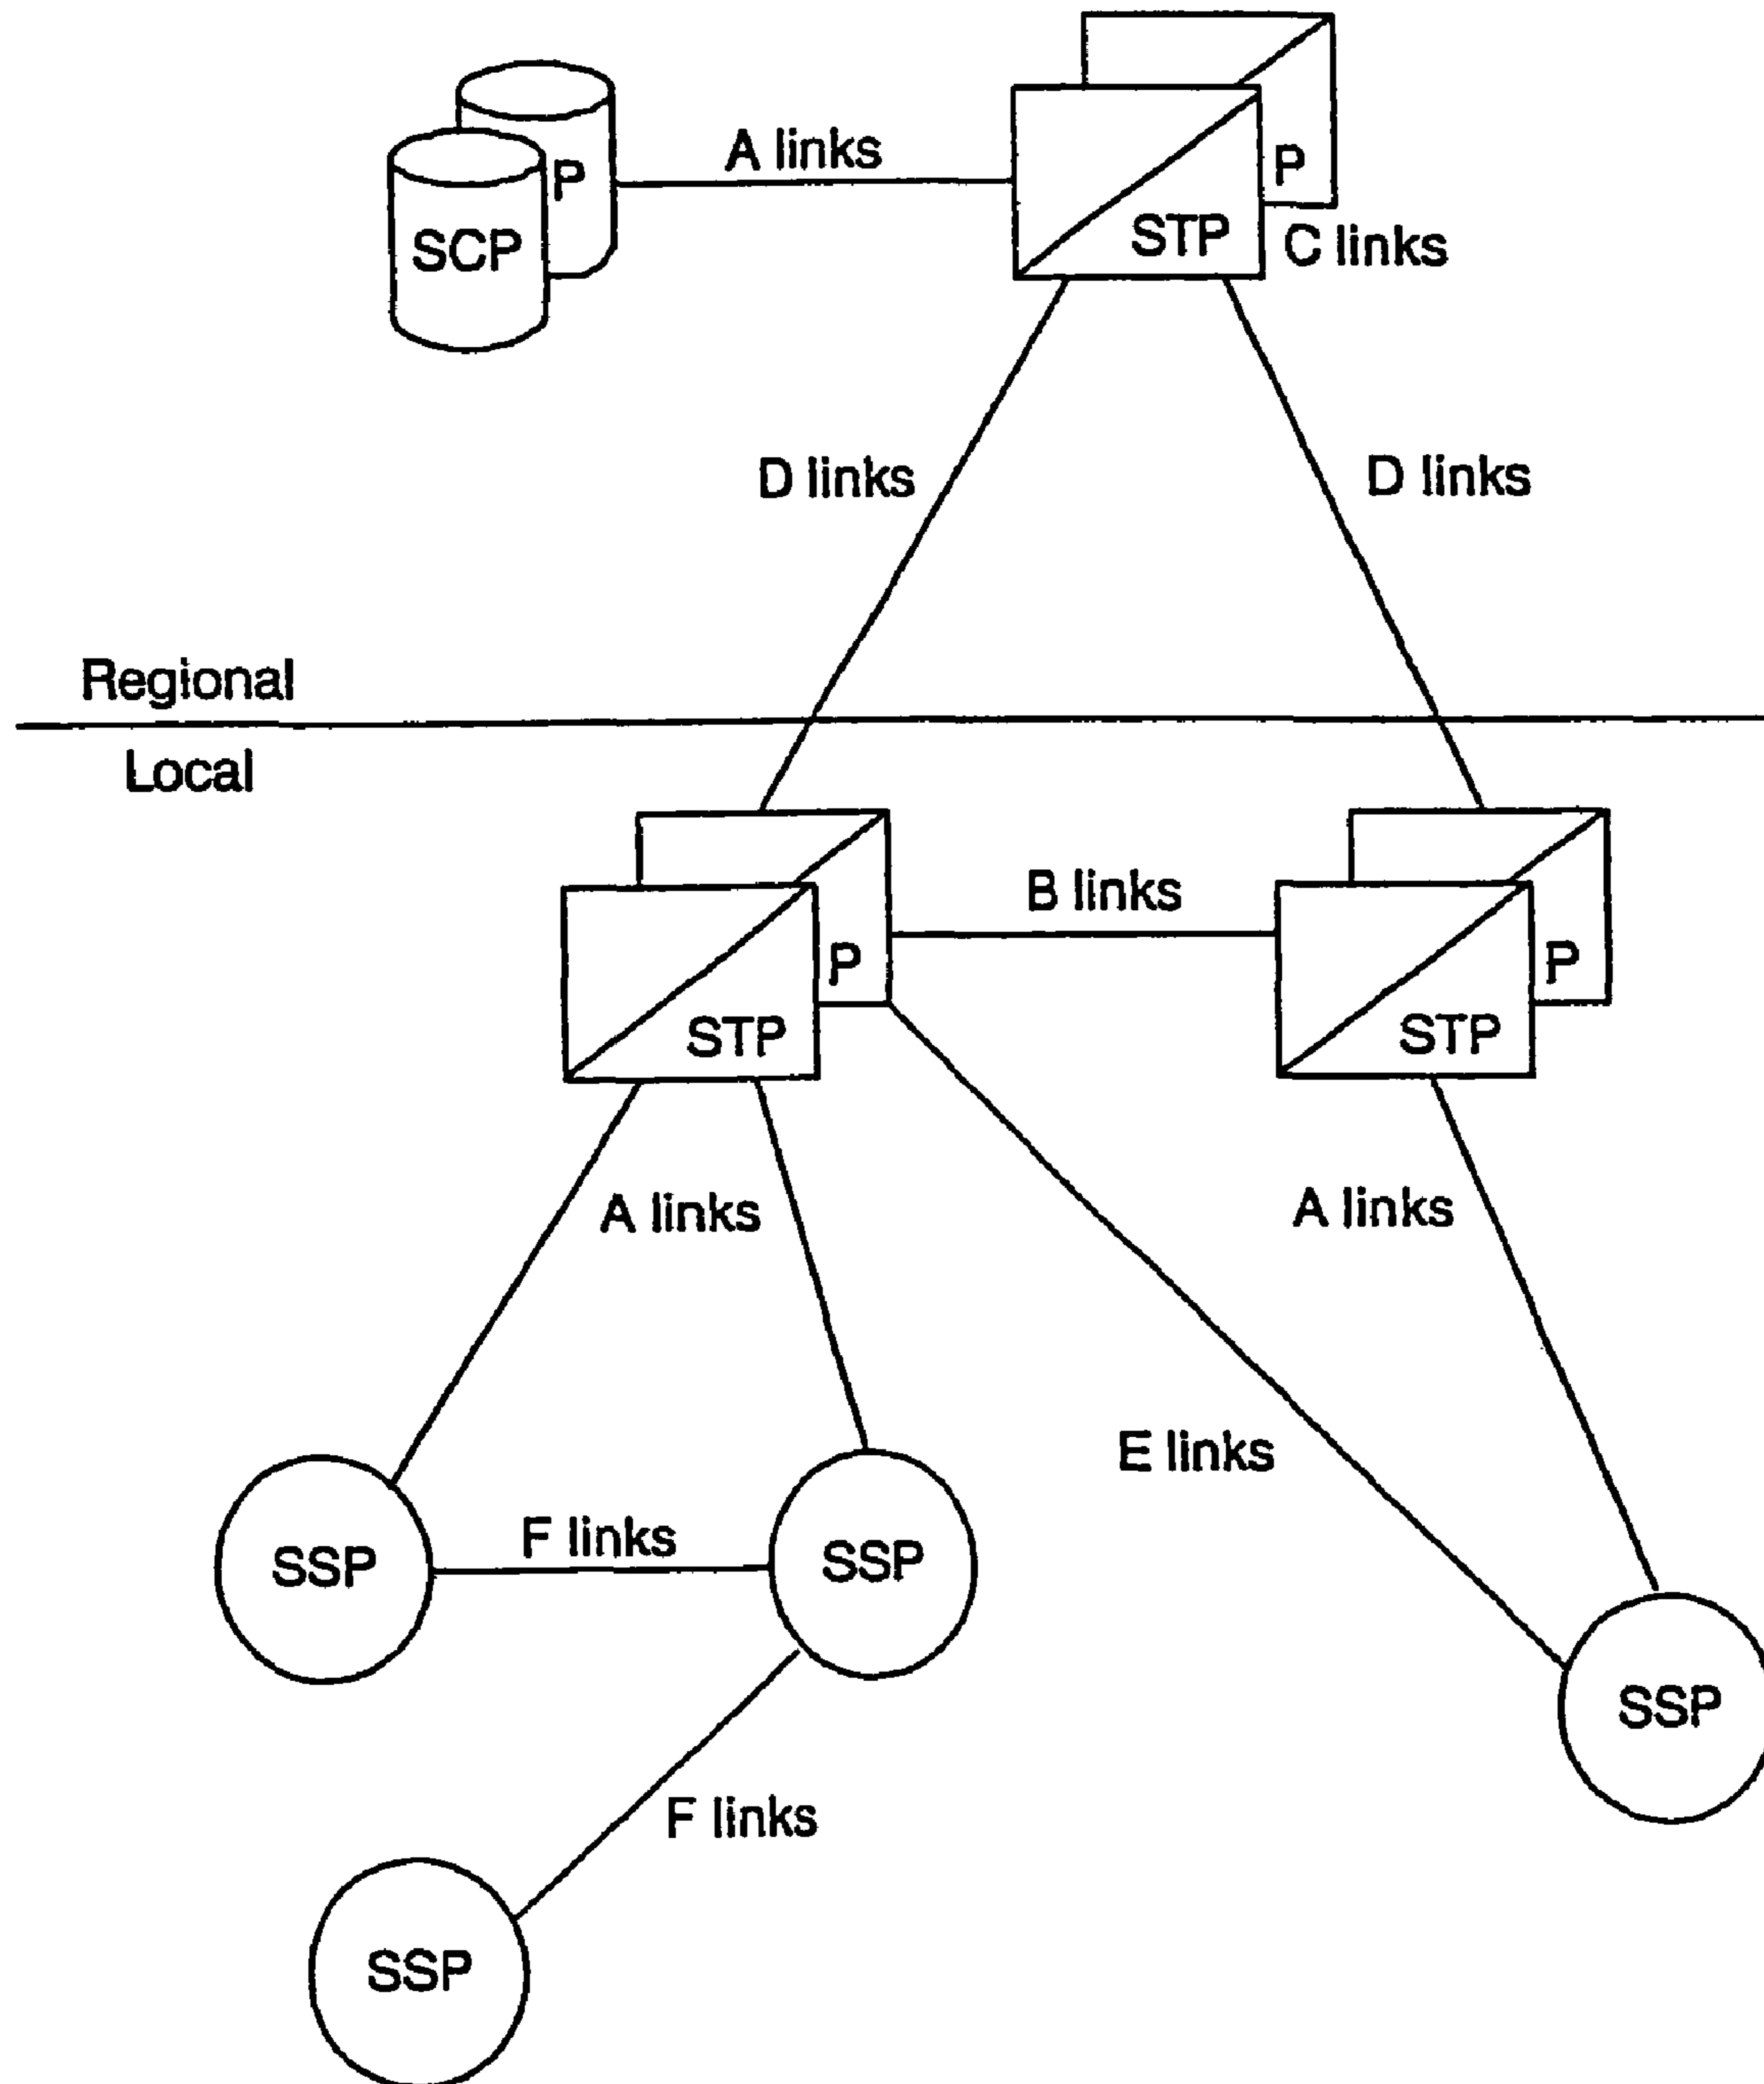 A links
P
P
SCP
STP
C links
D links
D links
Regional
Local
B links
P
P
STP
STP
A links
A links
E links
F links
SSP
SSP
F links
SSP
SSP